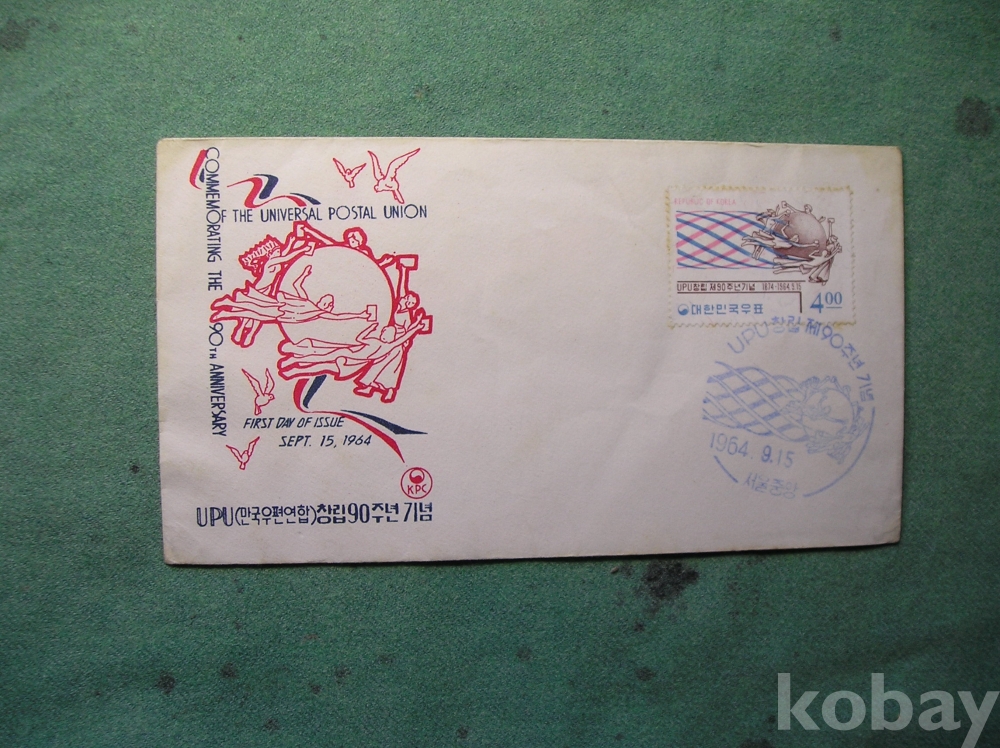 COMMEMORATING THE 90TH ANNIVERSARY
OF THE UNIVERSAL POSTAL UNION
FIRST DAY OF ISSUE
SEPT. 15, 1964
KPC
UPU(만국우편연합)창립90주년기념
REPUBLIC OF KOREA
UPU창립 제90주년기념 1874-1964.9.15
대한민국우표
4.00
UPU 창립 제90주년 기념
1964. 9.15
서울중앙
kobay